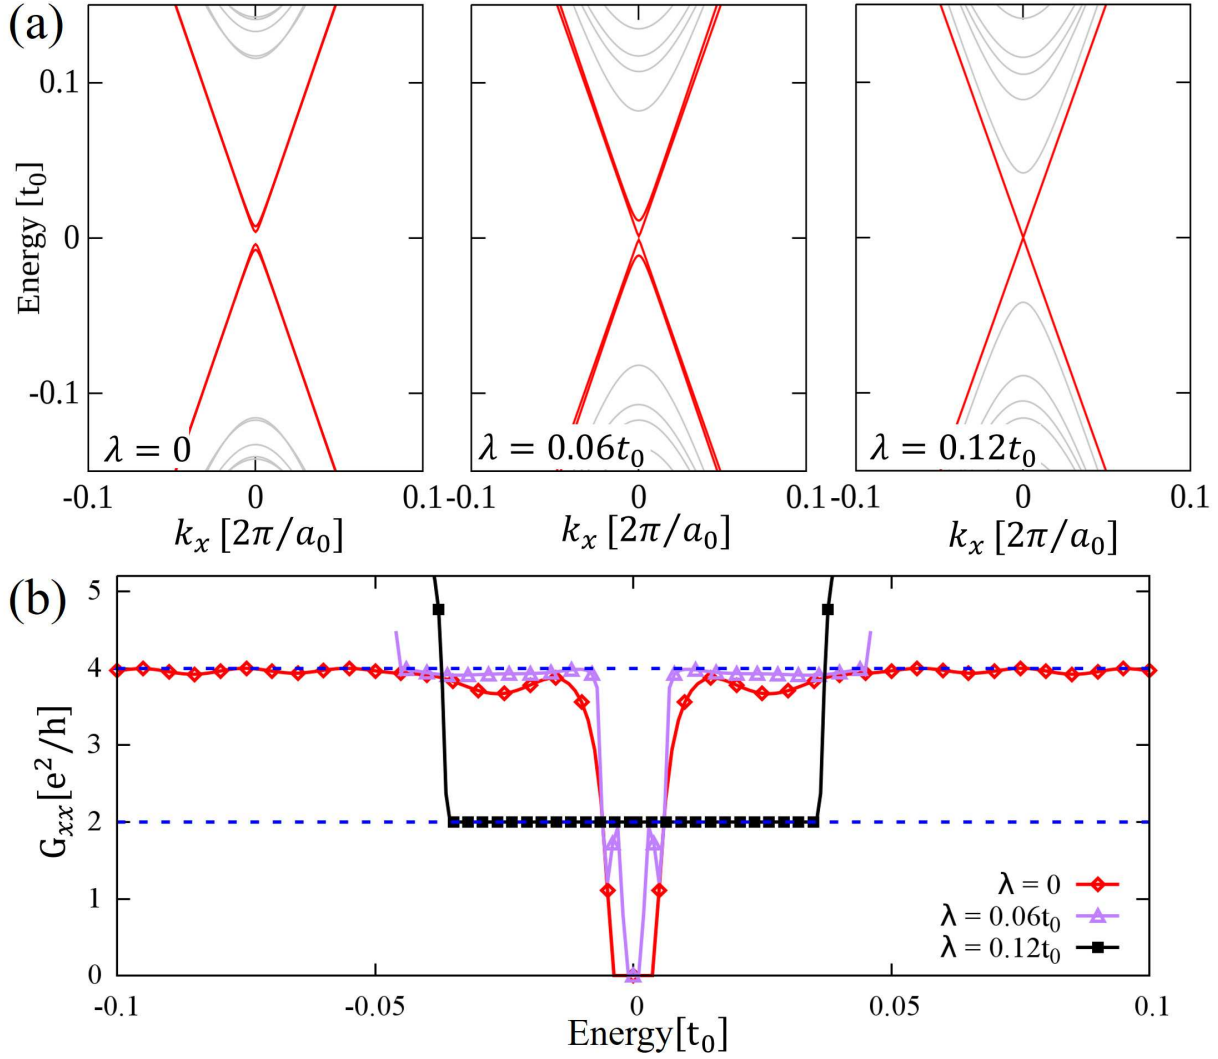 (a)
Energy [t₀]
0.1
0
-0.1
λ = 0
λ = 0.06t₀
λ = 0.12t₀
-0.1 0 0.1 -0.1 0 0.1 -0.1 0 0.1
kₓ [2π/a₀] kₓ [2π/a₀] kₓ [2π/a₀]
(b)
Gₓₓ[e²/h]
5
4
3
2
1
0
λ = 0
λ = 0.06t₀
λ = 0.12t₀
-0.1 -0.05 0 0.05 0.1
Energy[t₀]